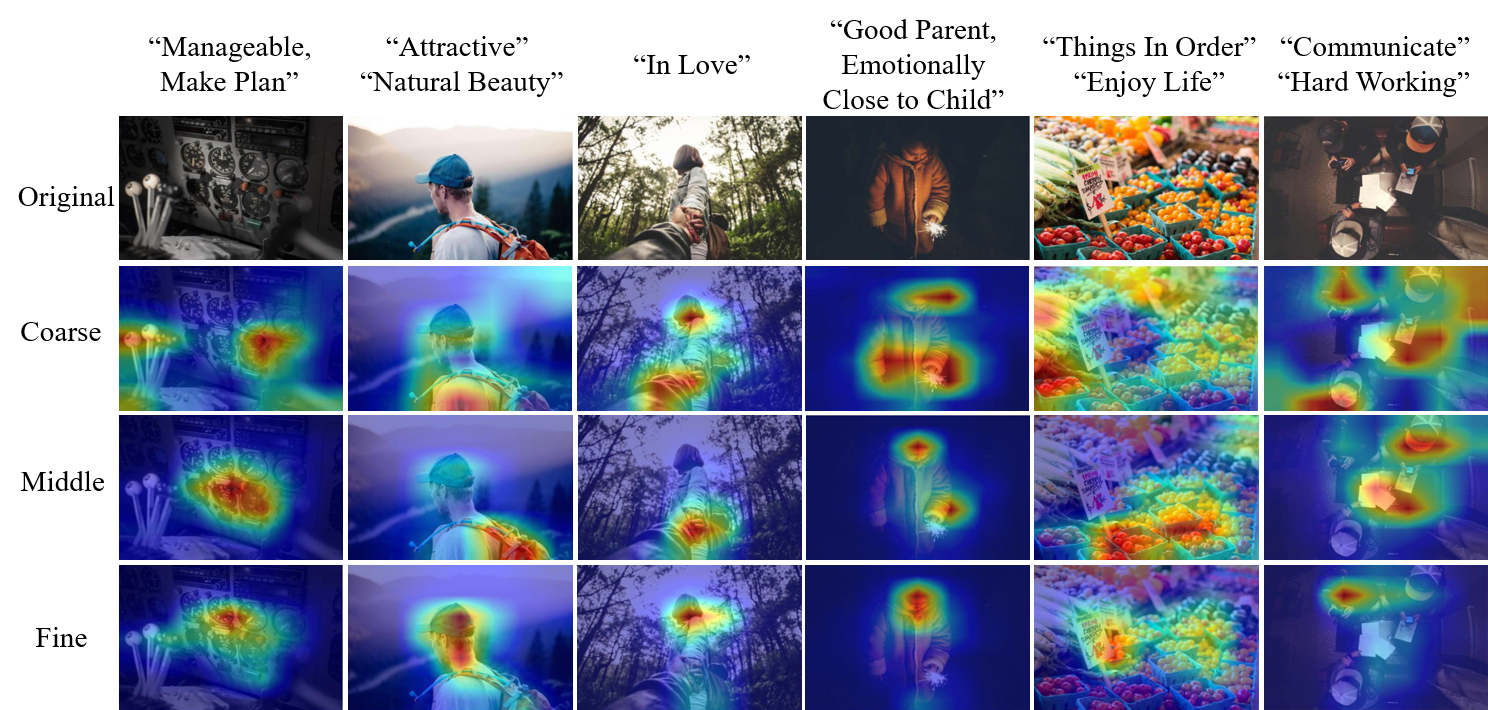 “Manageable,
Make Plan”
“Attractive”
“Natural Beauty”
“In Love”
“Good Parent,
Emotionally
Close to Child”
“Things In Order”
“Enjoy Life”
“Communicate”
“Hard Working”
Original
Coarse
Middle
Fine